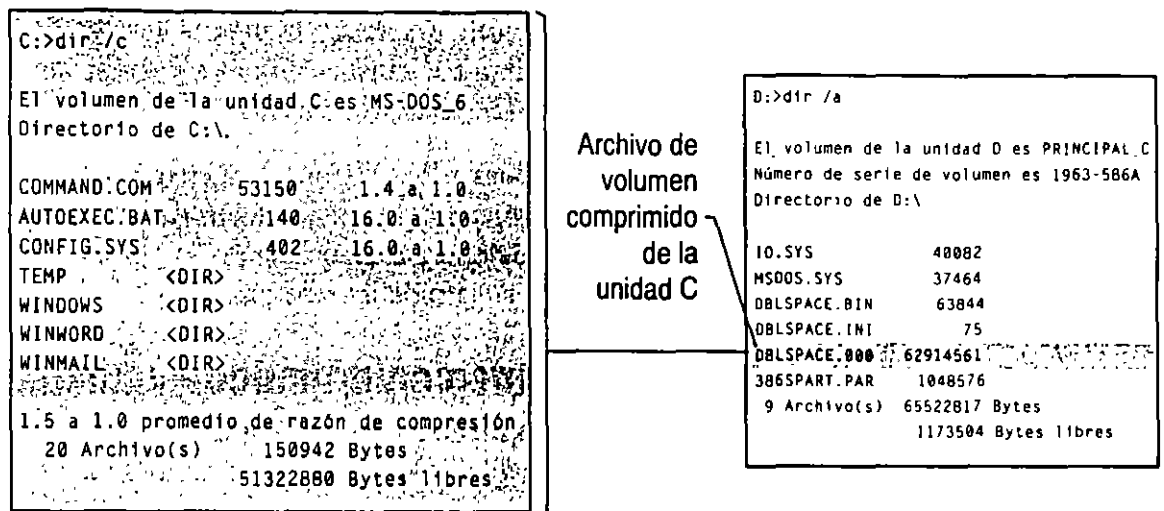 C:>dir /c
El volumen de la unidad C es MS-DOS_6
Directorio de C:\.
COMMAND.COM 53150 1.4 a 1.0
AUTOEXEC.BAT 140 16.0 a 1.0
CONFIG.SYS 402 16.0 a 1.0
TEMP <DIR>
WINDOWS <DIR>
WINWORD <DIR>
WINMAIL <DIR>
1.5 a 1.0 promedio de razón de compresión
20 Archivo(s) 150942 Bytes
51322880 Bytes libres
Archivo de
volumen
comprimido
de la
unidad C
D:>dir /a
El volumen de la unidad D es PRINCIPAL_C
Número de serie de volumen es 1963-586A
Directorio de D:\
IO.SYS 40082
MSDOS.SYS 37464
DBLSPACE.BIN 63844
DBLSPACE.INI 75
DBLSPACE.000 62914561
386SPART.PAR 1048576
9 Archivo(s) 65522817 Bytes
1173504 Bytes libres